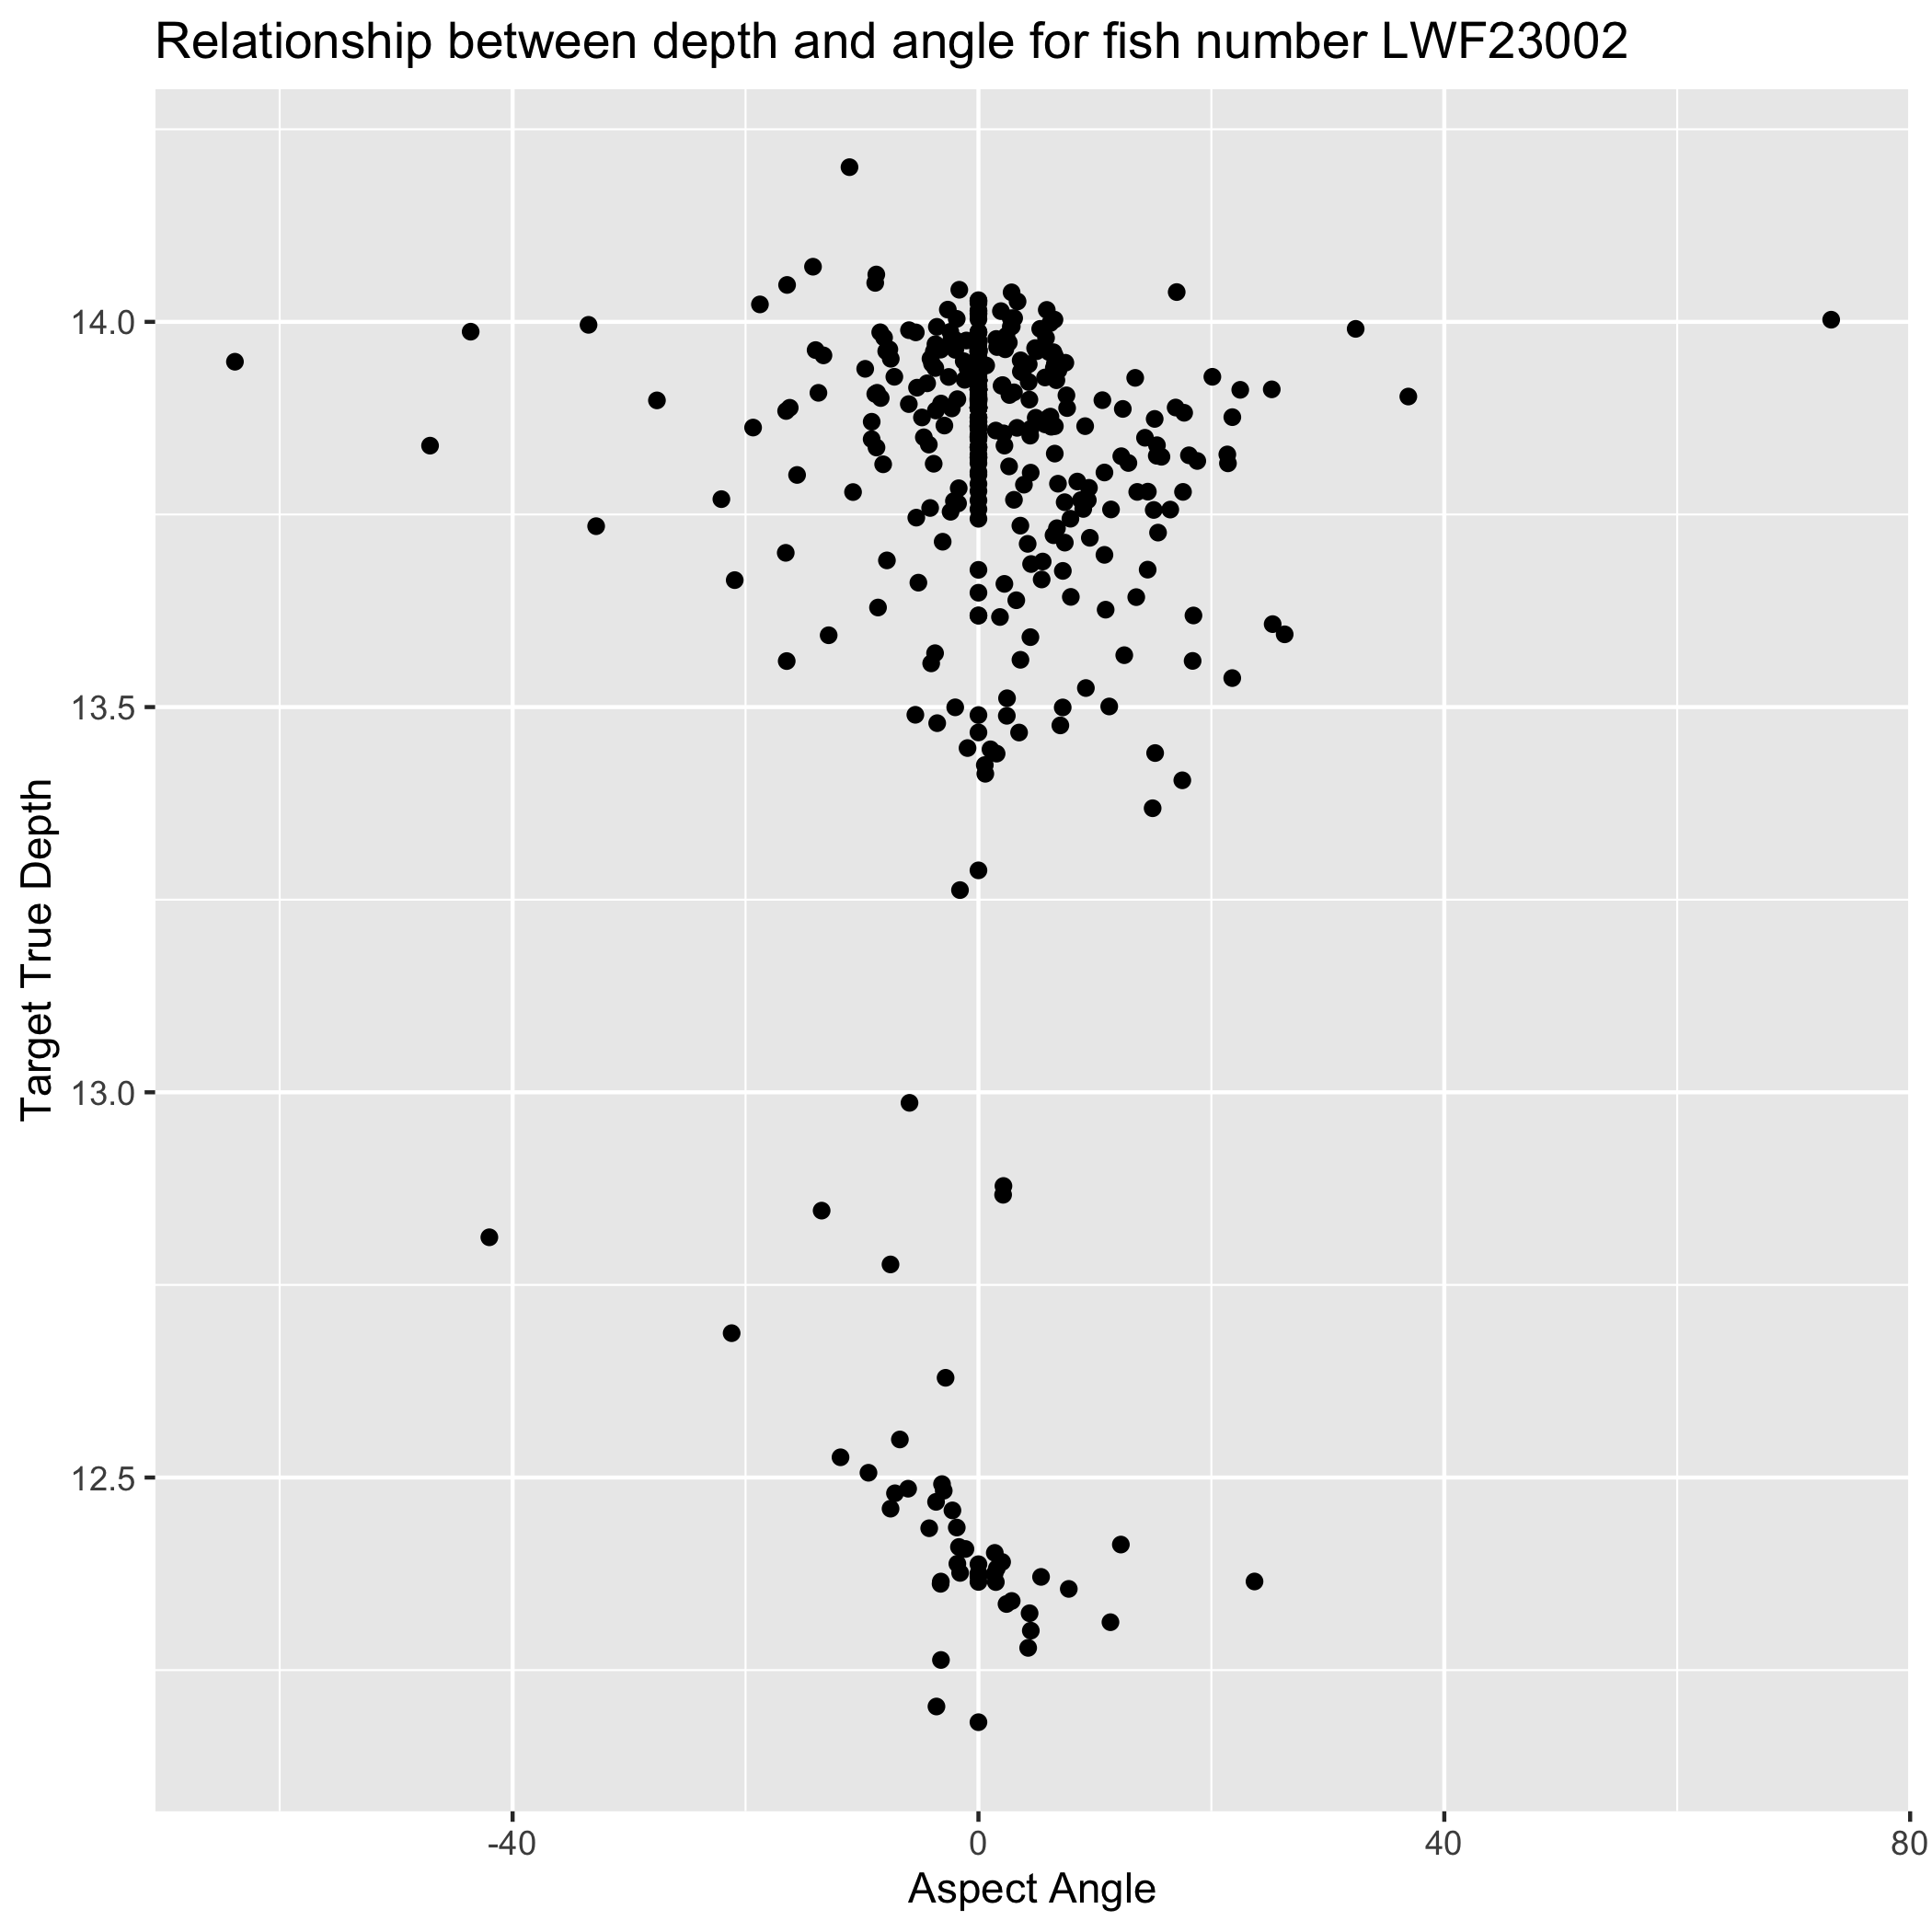 Relationship between depth and angle for fish number LWF23002
Target True Depth
14.0
13.5
13.0
12.5
-40
0
40
80
Aspect Angle